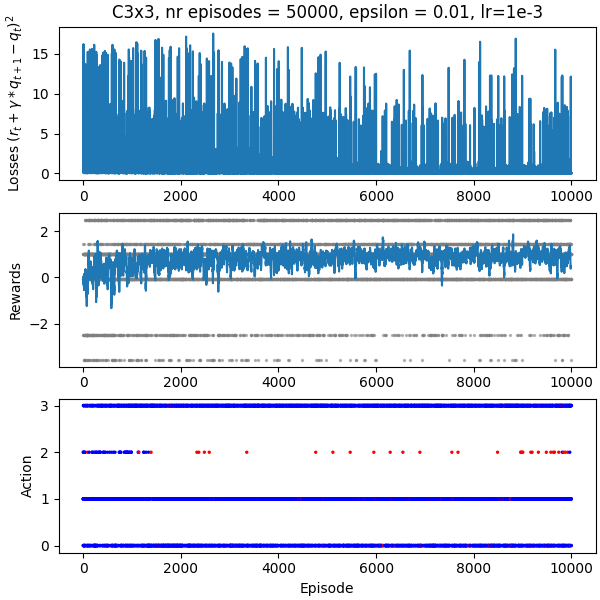 C3x3, nr episodes = 50000, epsilon = 0.01, lr=1e-3
Losses $(r_t + \gamma * q_{t+1} - q_t)^2$
15
10
5
0
0 2000 4000 6000 8000 10000
Rewards
2
0
−2
0 2000 4000 6000 8000 10000
Action
3
2
1
0
0 2000 4000 6000 8000 10000
Episode